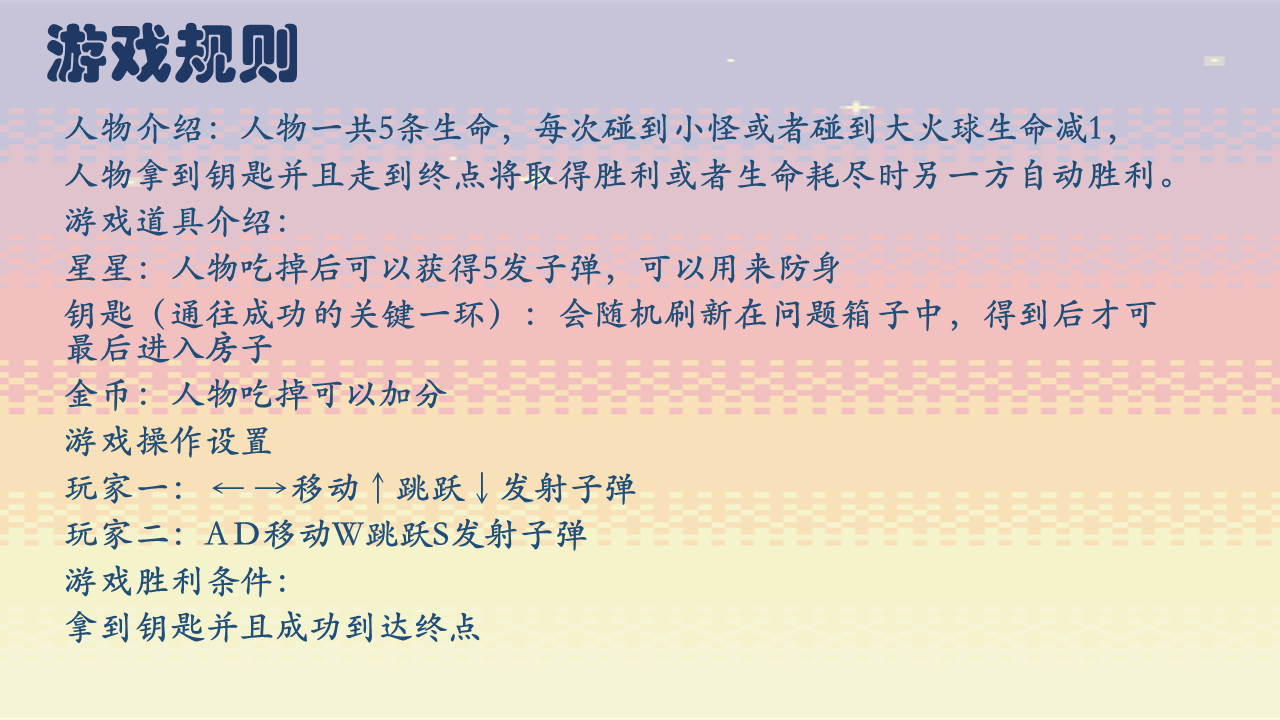 游戏规则
人物介绍：人物一共5条生命，每次碰到小怪或者碰到大火球生命减1，
人物拿到钥匙并且走到终点将取得胜利或者生命耗尽时另一方自动胜利。
游戏道具介绍：
星星：人物吃掉后可以获得5发子弹，可以用来防身
钥匙（通往成功的关键一环）：会随机刷新在问题箱子中，得到后才可
最后进入房子
金币：人物吃掉可以加分
游戏操作设置
玩家一：←→移动↑跳跃↓发射子弹
玩家二：AD移动W跳跃S发射子弹
游戏胜利条件：
拿到钥匙并且成功到达终点